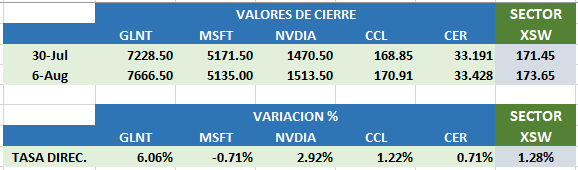 VALORES DE CIERRE SECTOR
GLNT MSFT NVDIA CCL CER XSW
30-Jul 7228.50 5171.50 1470.50 168.85 33.191 171.45
6-Aug 7666.50 5135.00 1513.50 170.91 33.428 173.65
VARIACION % SECTOR
GLNT MSFT NVDIA CCL CER XSW
TASA DIREC. 6.06% -0.71% 2.92% 1.22% 0.71% 1.28%